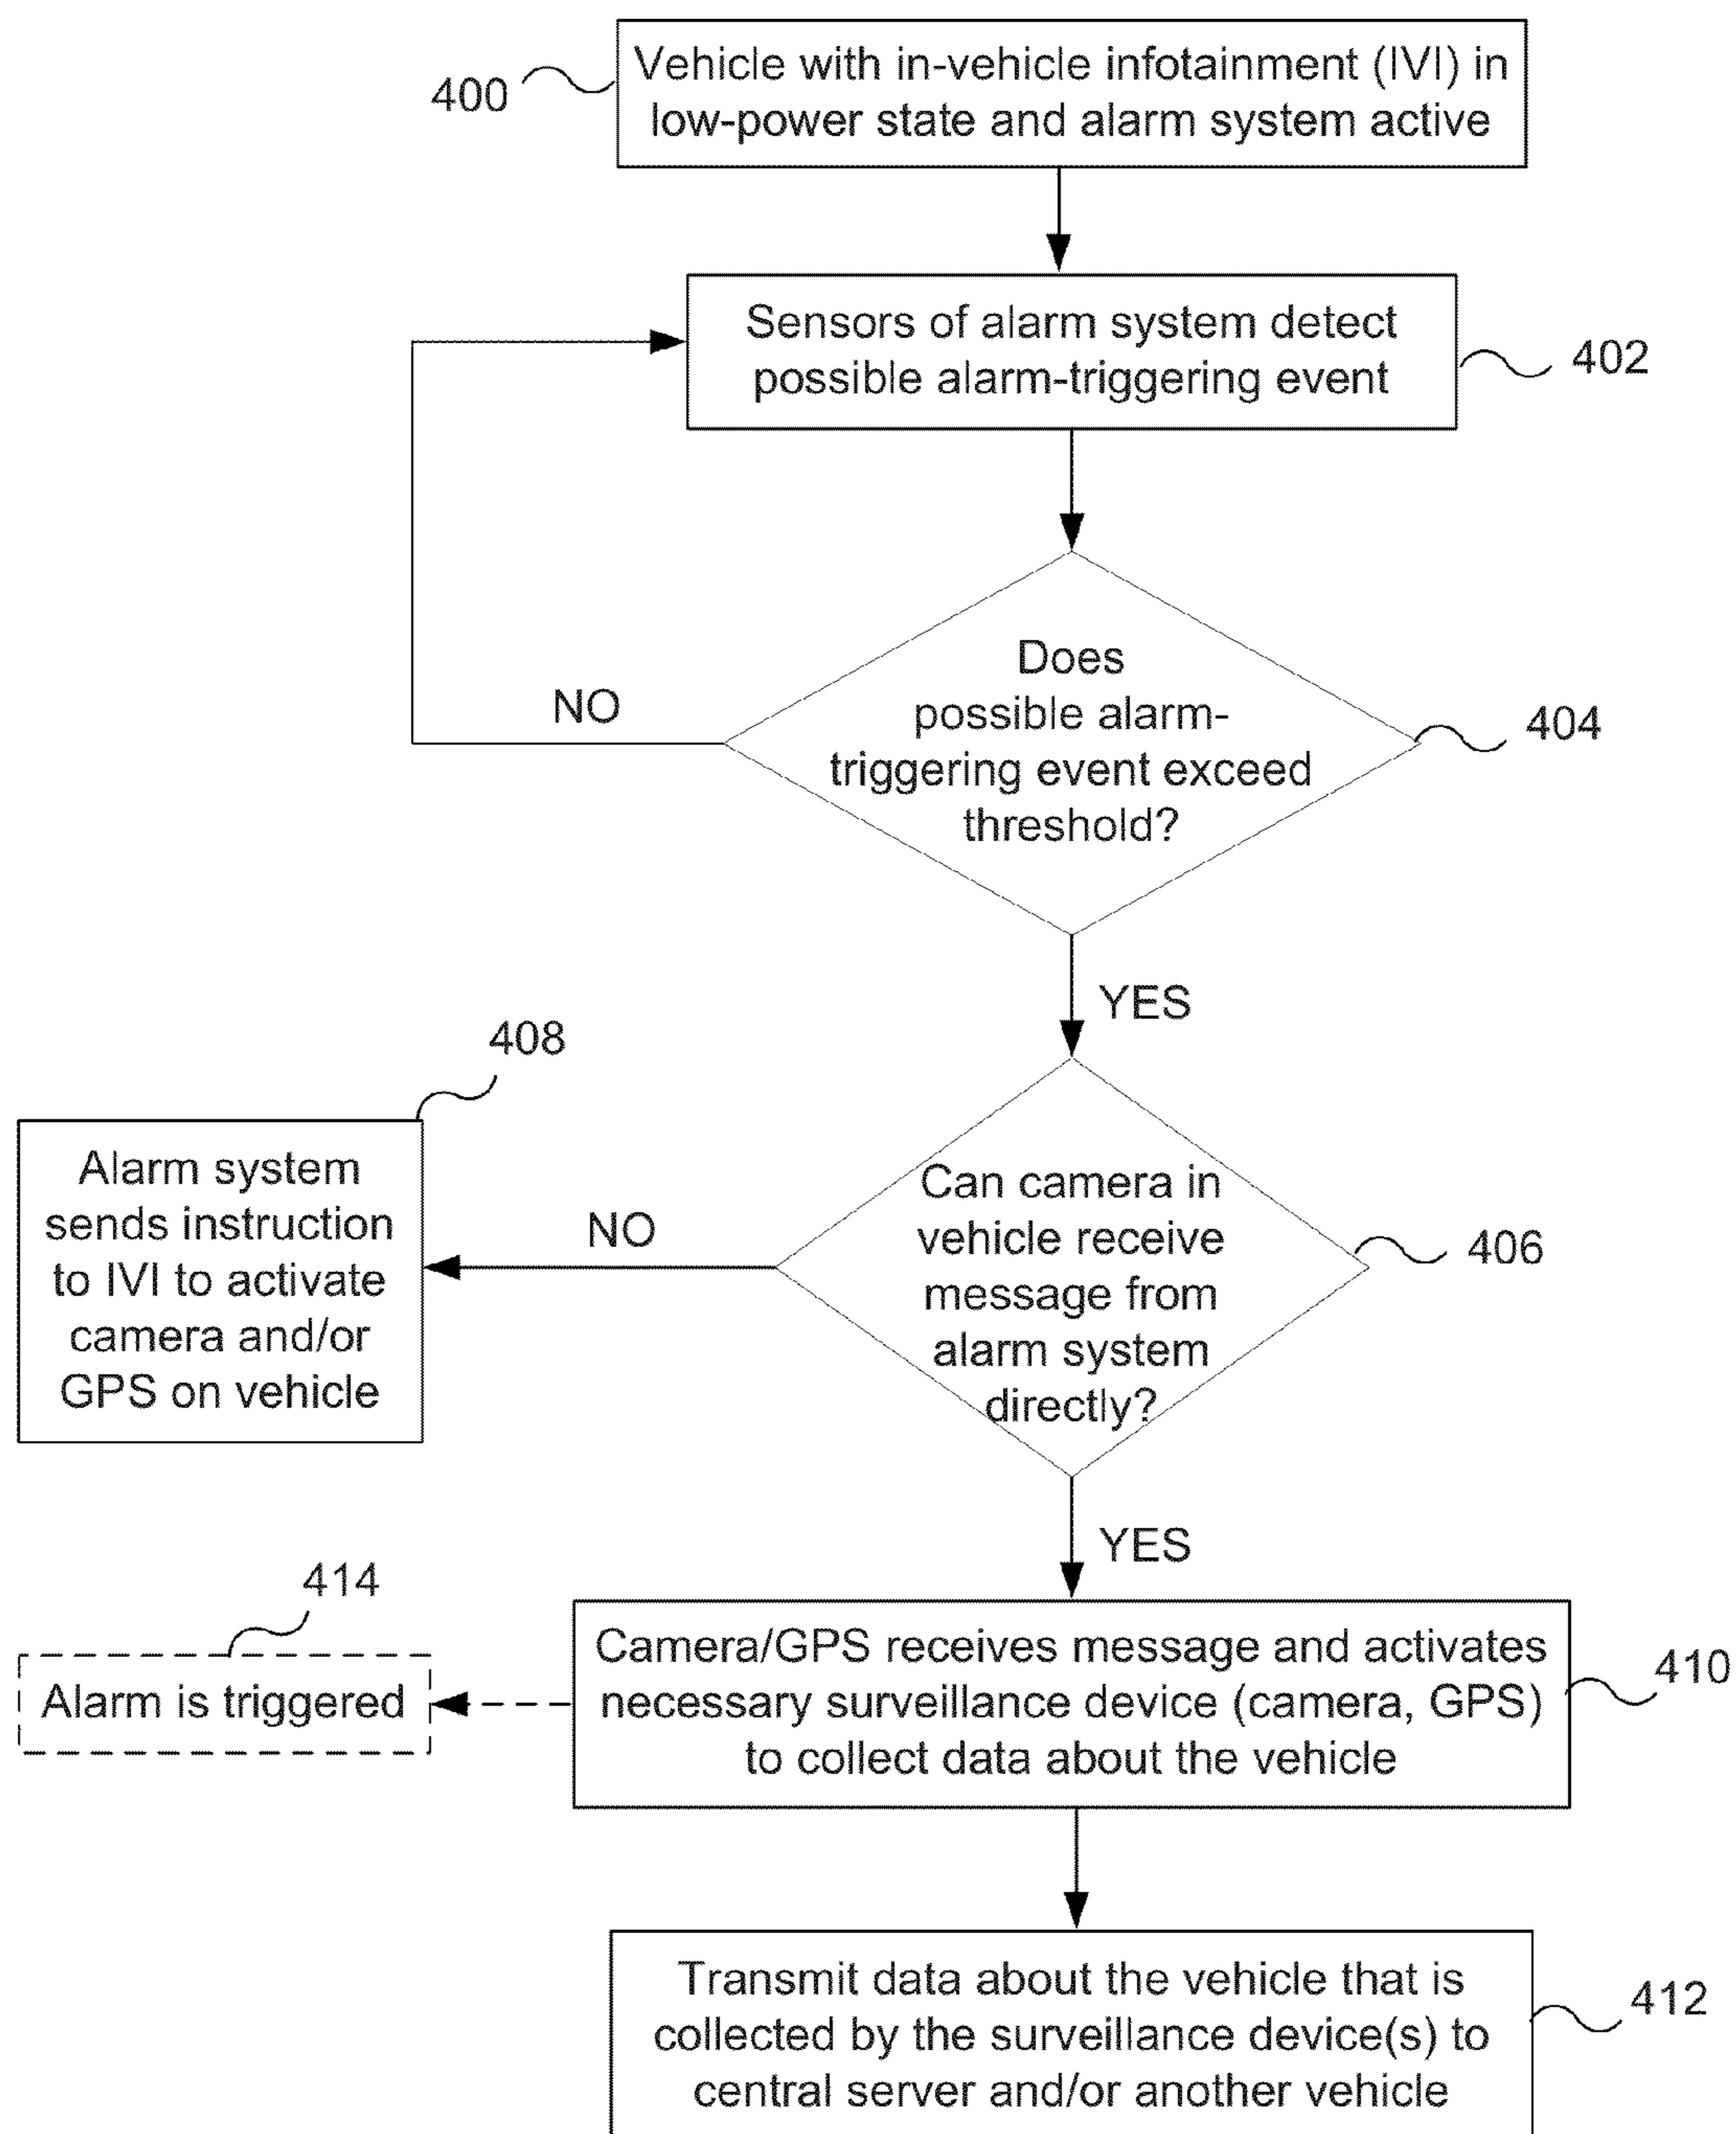 400
Vehicle with in-vehicle infotainment (IVI) in
low-power state and alarm system active
Sensors of alarm system detect
possible alarm-triggering event
402
Does
possible alarm-
triggering event exceed
threshold?
404
NO
YES
408
Alarm system
sends instruction
to IVI to activate
camera and/or
GPS on vehicle
NO
Can camera in
vehicle receive
message from
alarm system
directly?
406
YES
414
Alarm is triggered
Camera/GPS receives message and activates
necessary surveillance device (camera, GPS)
to collect data about the vehicle
410
Transmit data about the vehicle that is
collected by the surveillance device(s) to
central server and/or another vehicle
412